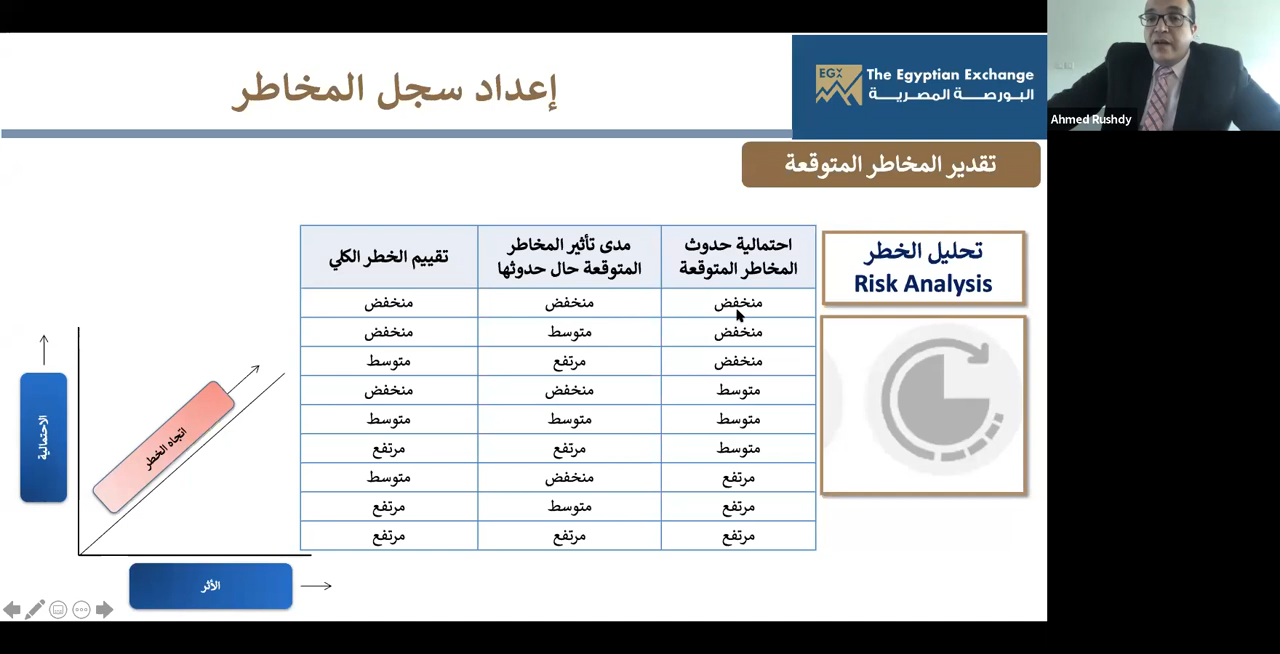 إعداد سجل المخاطر
EGX
The Egyptian Exchange
البورصة المصرية
Ahmed Rushdy
تقدير المخاطر المتوقعة
تحليل الخطر
Risk Analysis
احتمالية حدوث المخاطر المتوقعة | مدى تأثير المخاطر المتوقعة حال حدوثها | تقييم الخطر الكلي
منخفض | منخفض | منخفض
منخفض | متوسط | منخفض
منخفض | مرتفع | متوسط
متوسط | منخفض | منخفض
متوسط | متوسط | متوسط
متوسط | مرتفع | مرتفع
مرتفع | منخفض | متوسط
مرتفع | متوسط | مرتفع
مرتفع | مرتفع | مرتفع
الاحتمالية
اتجاه الخطر
الأثر